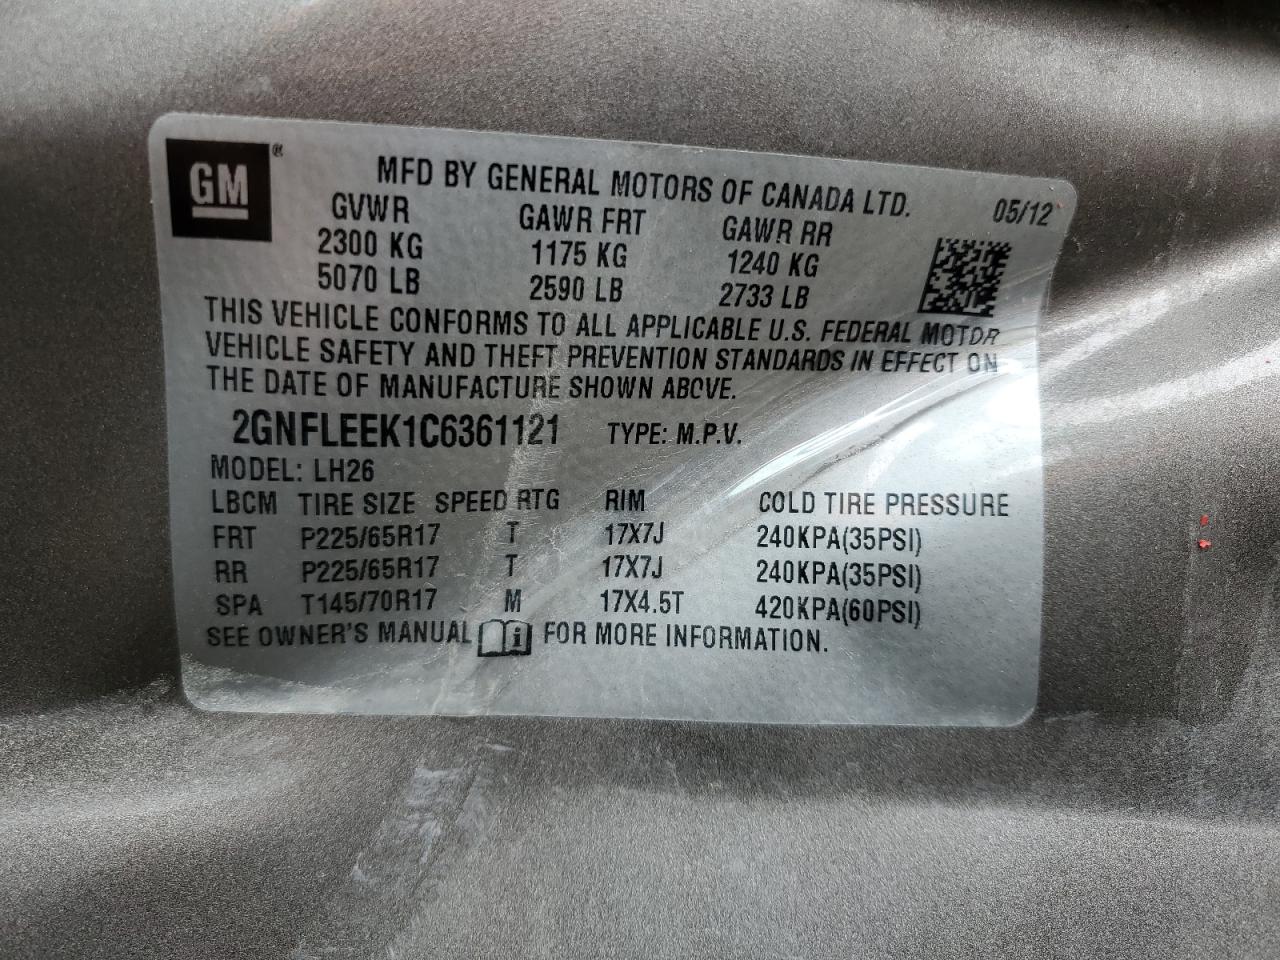 GM®
MFD BY GENERAL MOTORS OF CANADA LTD. 05/12
GVWR GAWR FRT GAWR RR
2300 KG 1175 KG 1240 KG
5070 LB 2590 LB 2733 LB
THIS VEHICLE CONFORMS TO ALL APPLICABLE U.S. FEDERAL MOTOR
VEHICLE SAFETY AND THEFT PREVENTION STANDARDS IN EFFECT ON
THE DATE OF MANUFACTURE SHOWN ABOVE.
2GNFLEEK1C6361121 TYPE: M.P.V.
MODEL: LH26
LBCM TIRE SIZE SPEED RTG RIM COLD TIRE PRESSURE
FRT P225/65R17 T 17X7J 240KPA(35PSI)
RR P225/65R17 T 17X7J 240KPA(35PSI)
SPA T145/70R17 M 17X4.5T 420KPA(60PSI)
SEE OWNER'S MANUAL i FOR MORE INFORMATION.